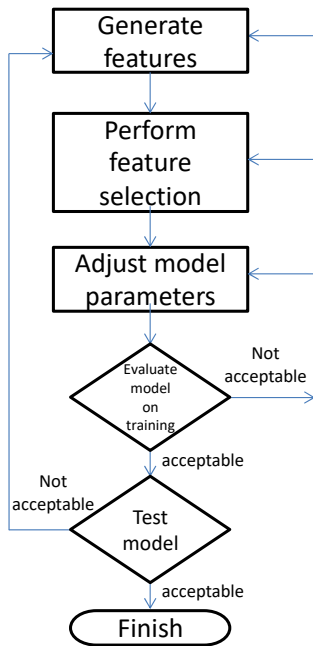 Generate
features
Perform
feature
selection
Adjust model
parameters
Evaluate
model
on
training
Not
acceptable
acceptable
Not
acceptable
Test
model
acceptable
Finish